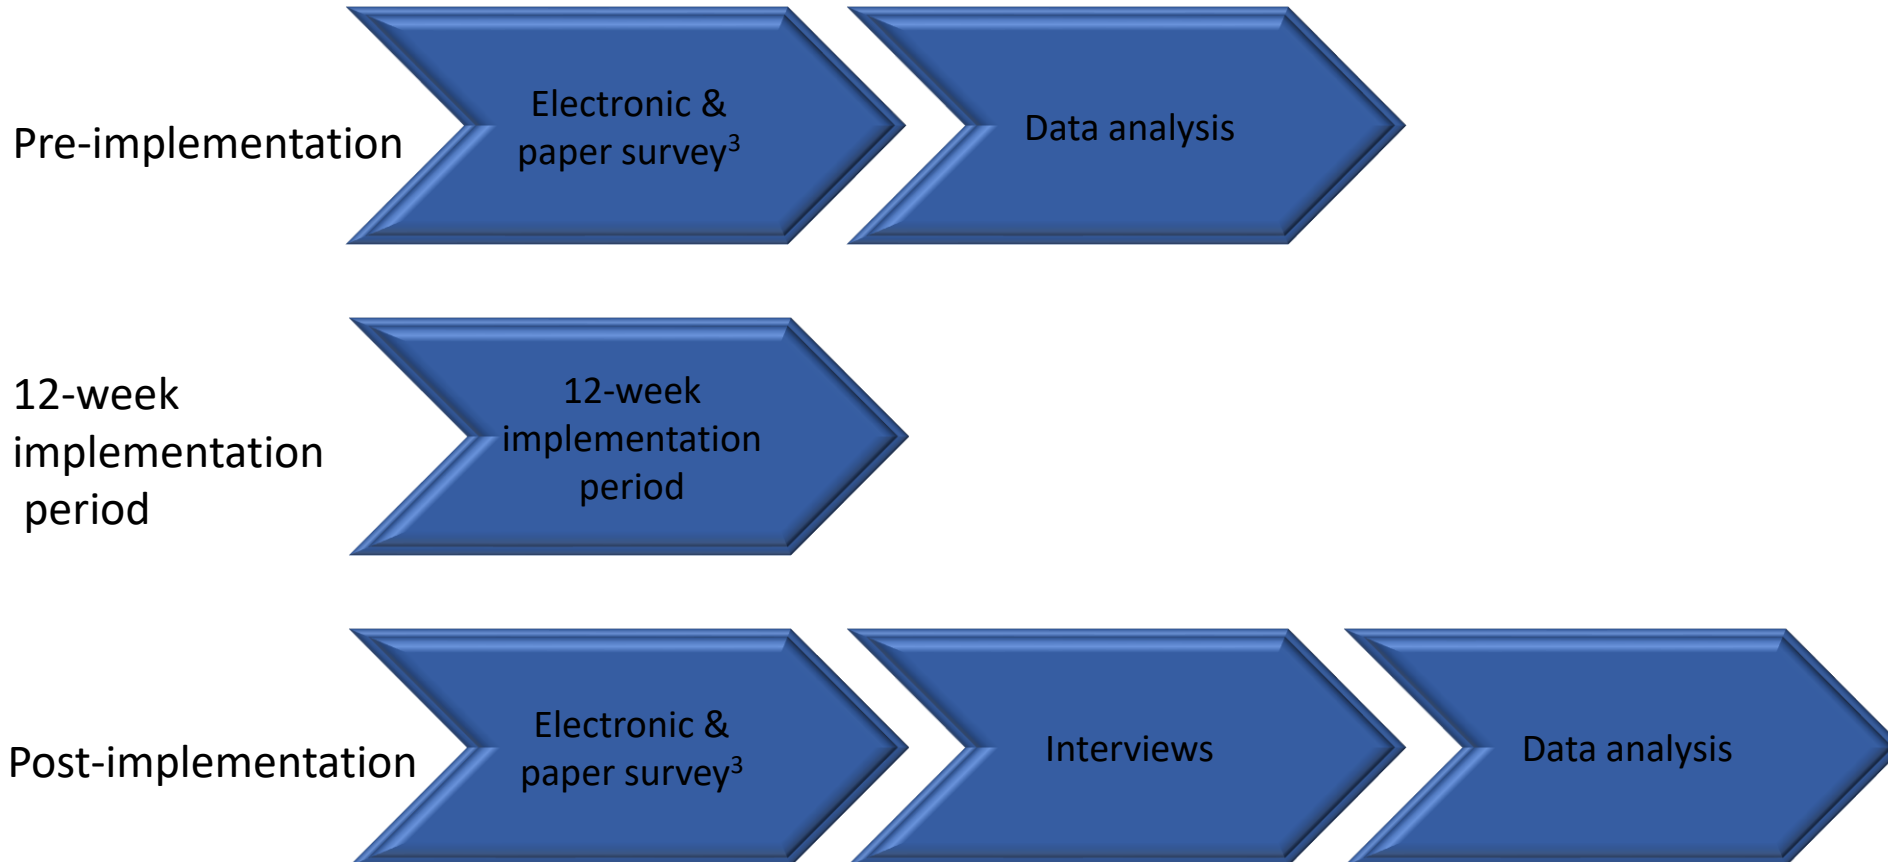 Pre-implementation
Electronic &
paper survey³
Data analysis
12-week
implementation
period
12-week
implementation
period
Post-implementation
Electronic &
paper survey³
Interviews
Data analysis